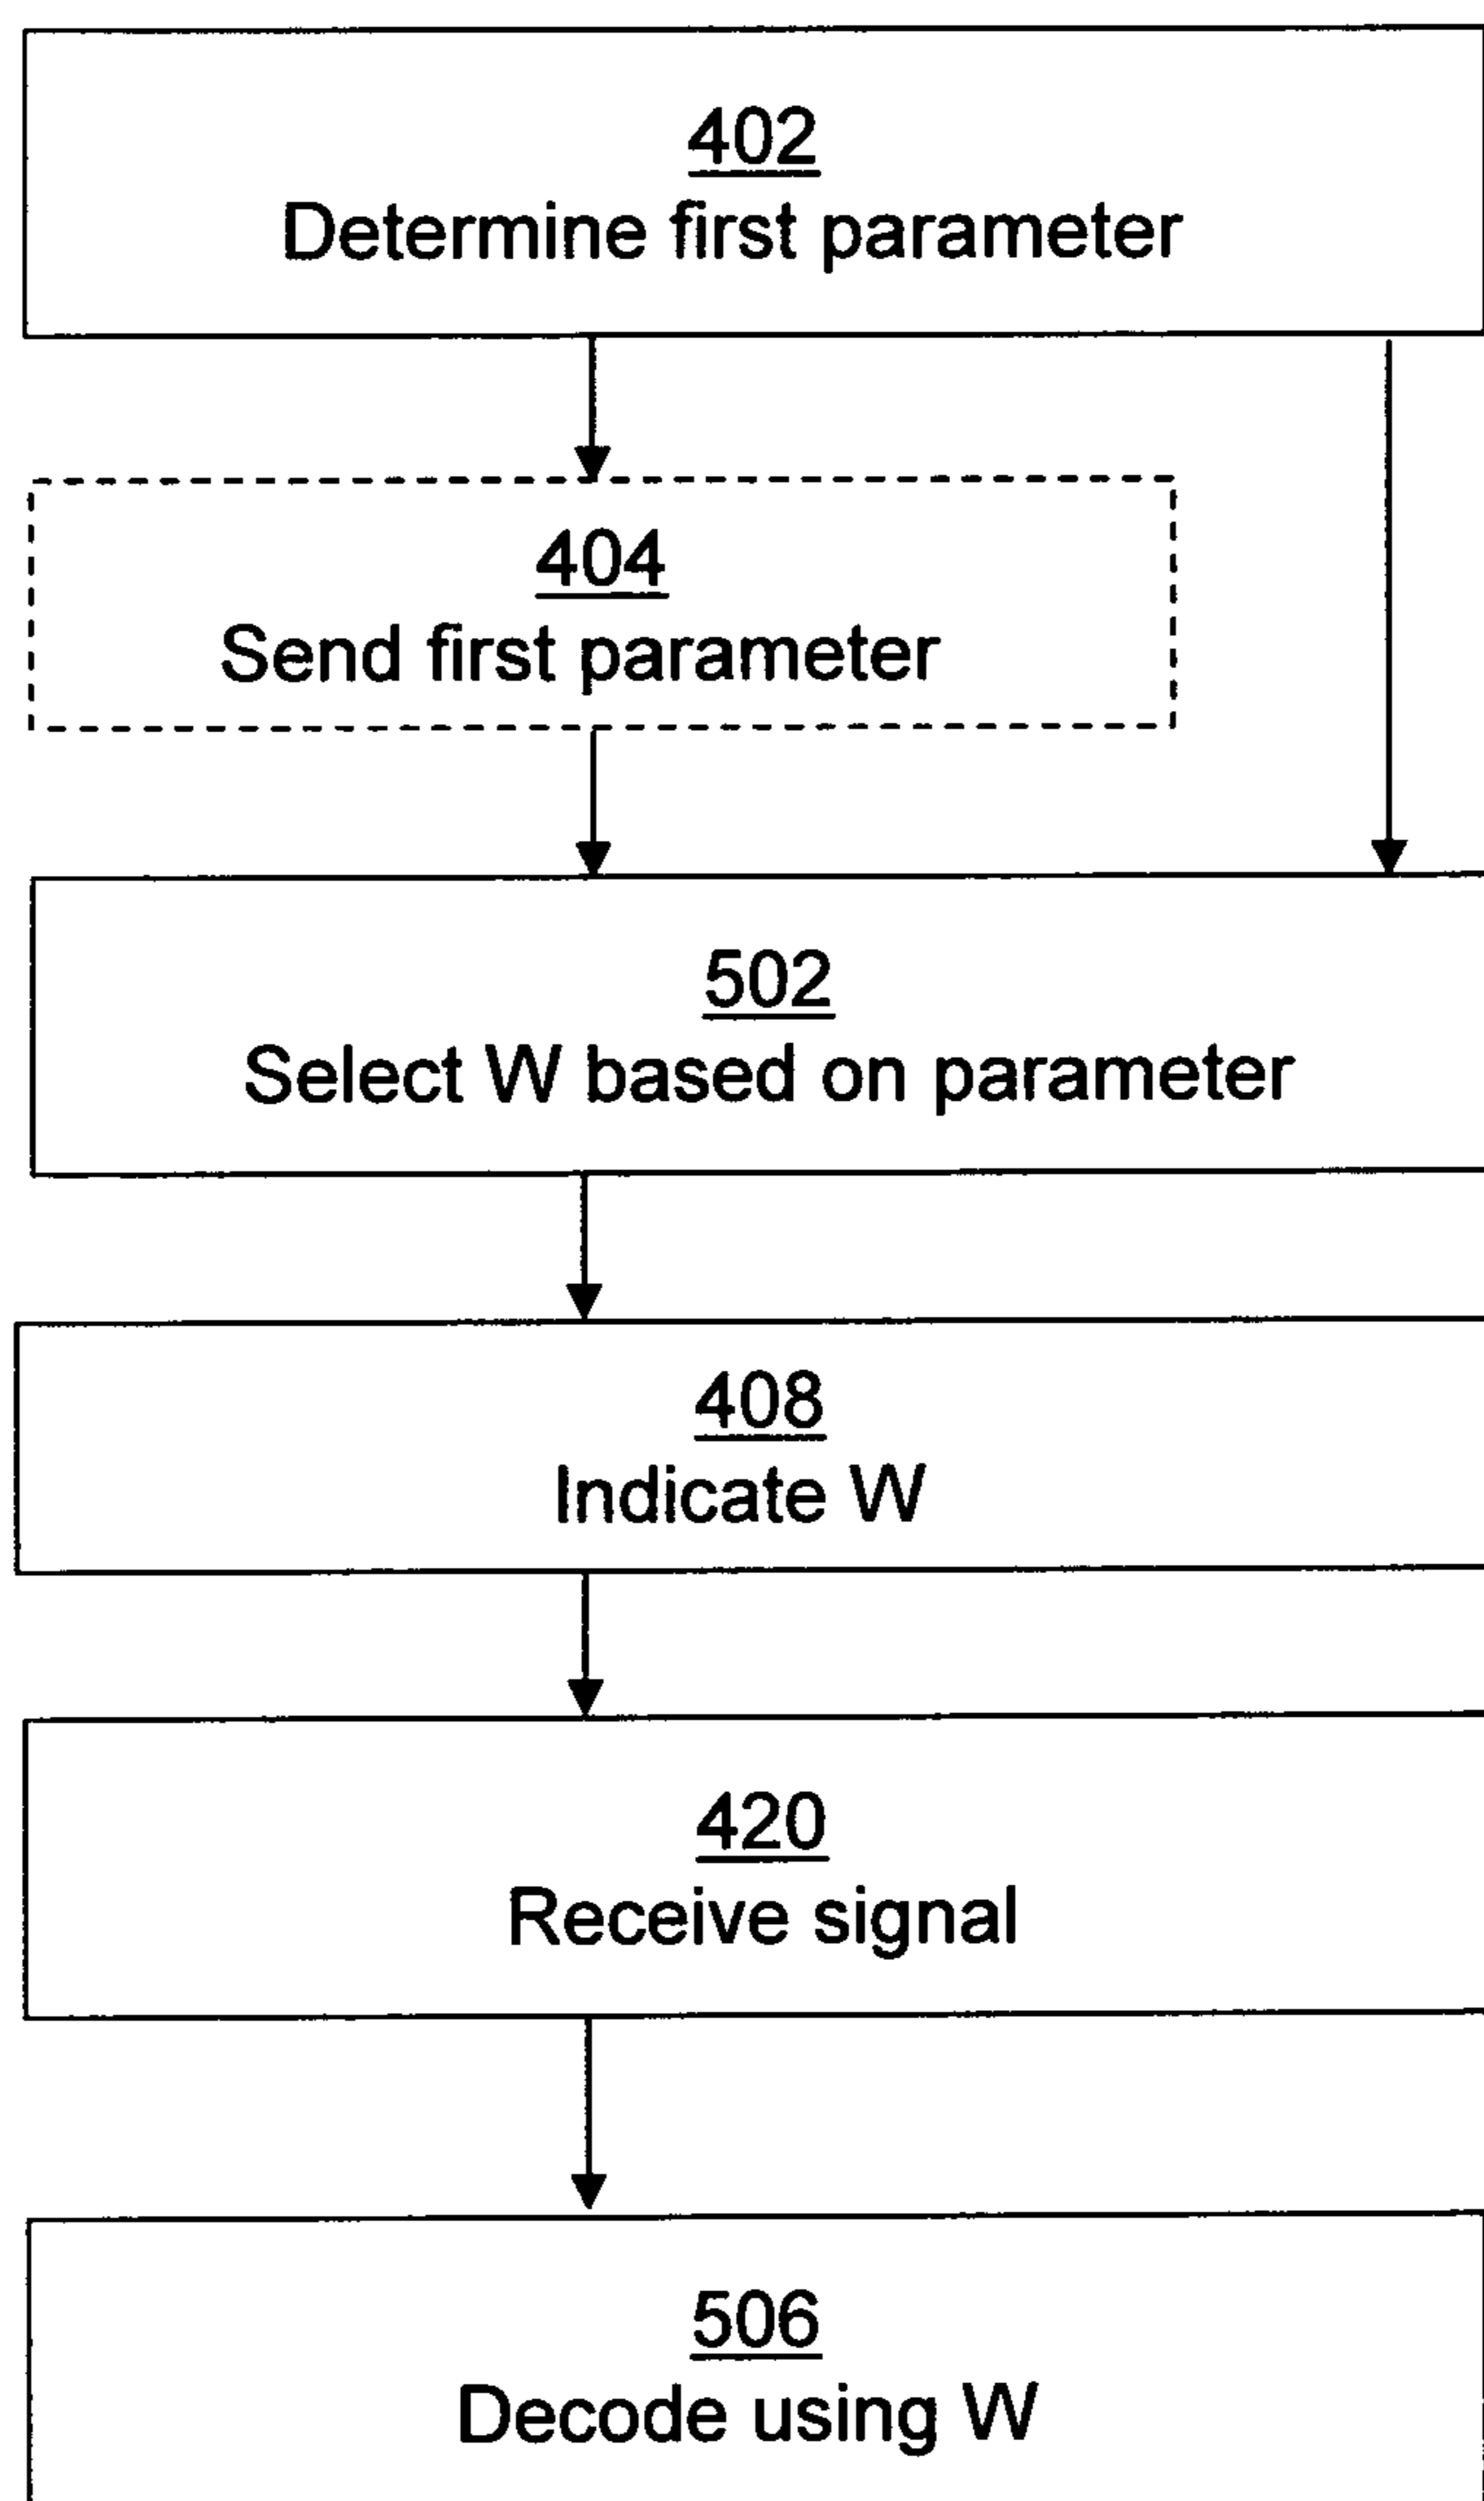 402
Determine first parameter
404
Send first parameter
502
Select W based on parameter
408
Indicate W
420
Receive signal
506
Decode using W